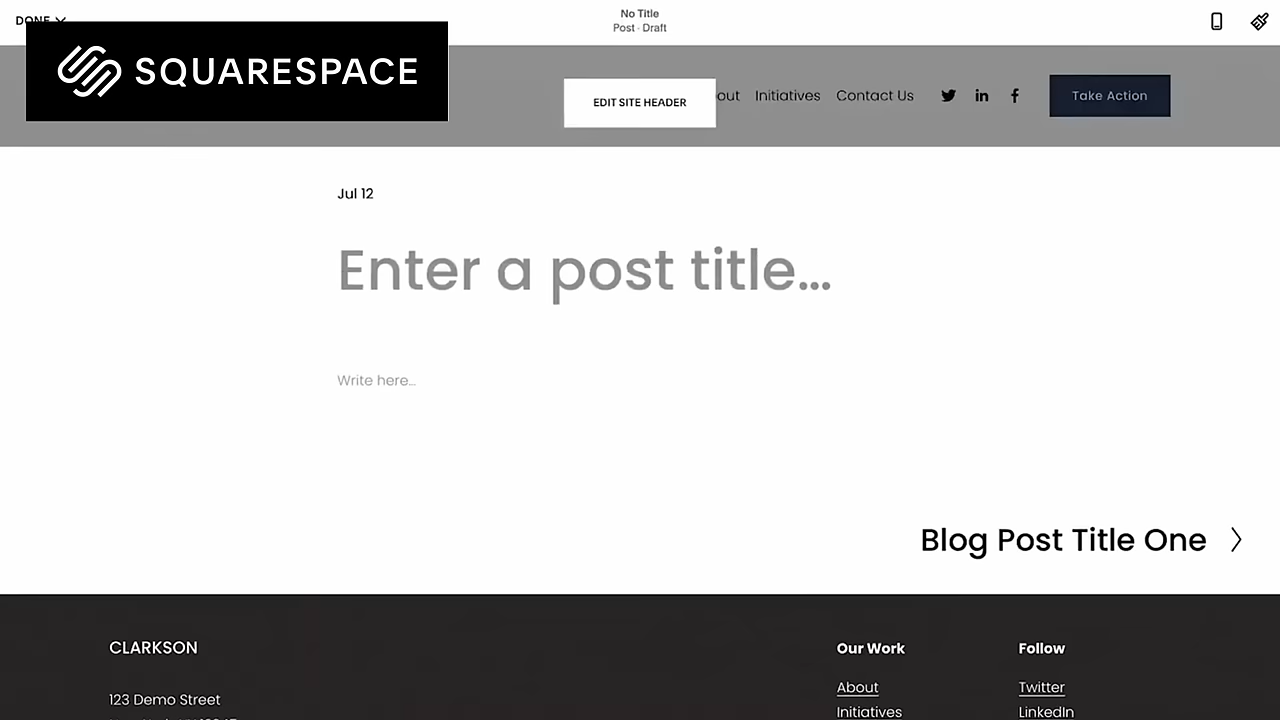 DONE
No Title
Post · Draft
SQUARESPACE
EDIT SITE HEADER
Initiatives
Contact Us
Take Action
Jul 12
Enter a post title...
Write here...
Blog Post Title One
CLARKSON
Our Work
Follow
123 Demo Street
About
Twitter
Initiatives
LinkedIn